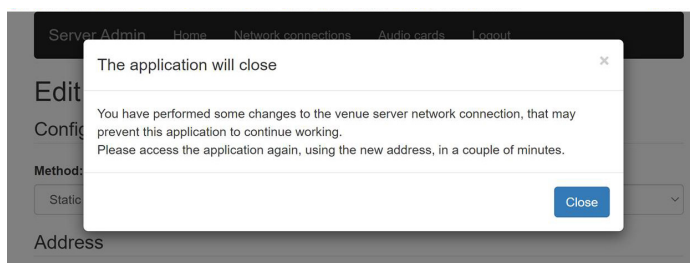 Server Admin Home Network connections Audio cards Logout
The application will close ×
Edit
You have performed some changes to the venue server network connection, that may
Config
prevent this application to continue working.
Please access the application again, using the new address, in a couple of minutes.
Method:
Static
Close
Address